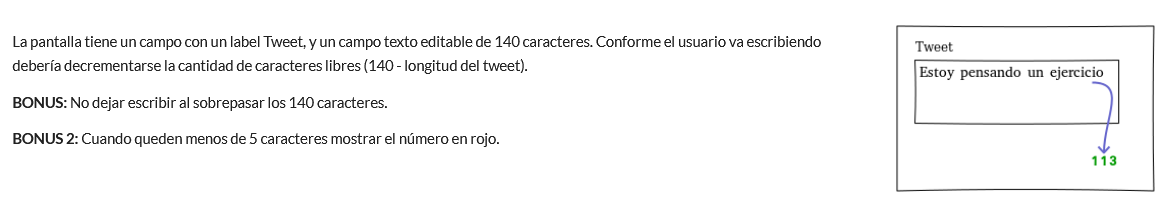 La pantalla tiene un campo con un label Tweet, y un campo texto editable de 140 caracteres. Conforme el usuario va escribiendo
debería decrementarse la cantidad de caracteres libres (140 - longitud del tweet).
BONUS: No dejar escribir al sobrepasar los 140 caracteres.
BONUS 2: Cuando queden menos de 5 caracteres mostrar el número en rojo.
Tweet
Estoy pensando un ejercicio
113